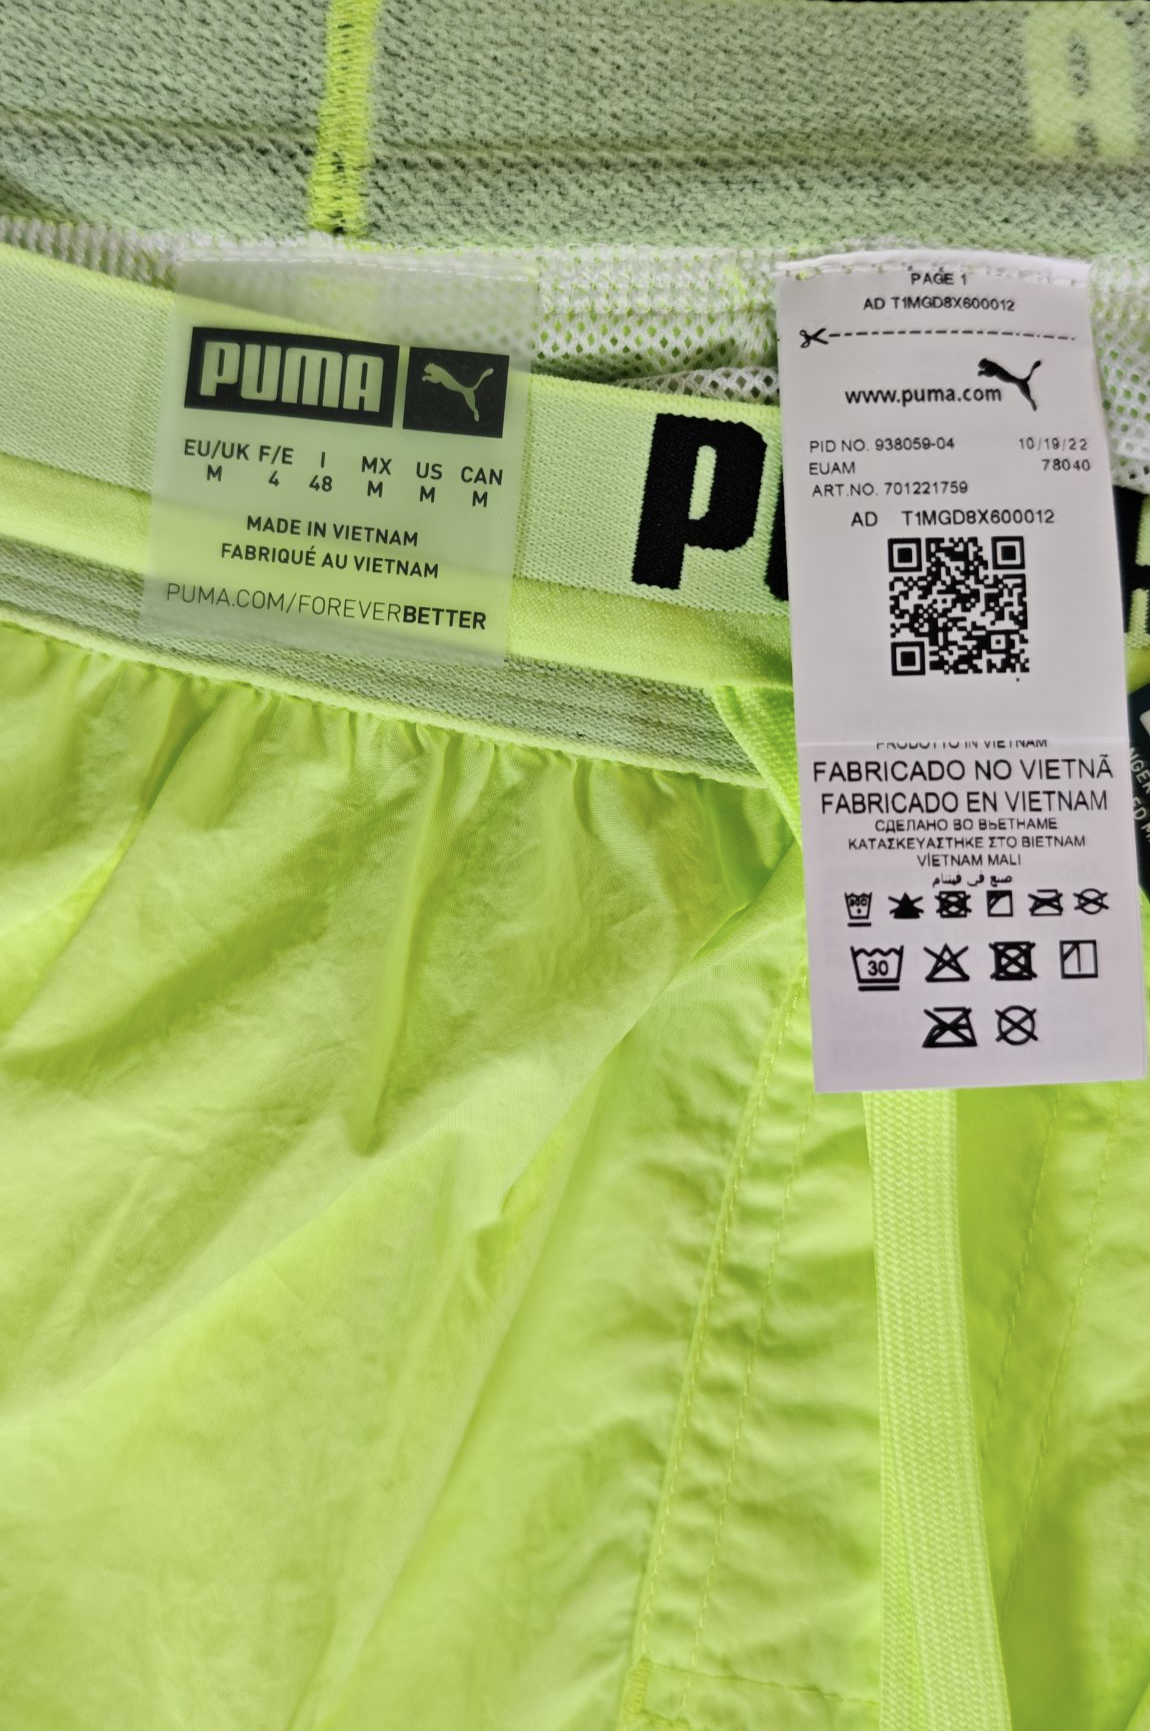 A
PUMA
EU/UK F/E I MX US CAN
M 4 48 M M M
MADE IN VIETNAM
FABRIQUÉ AU VIETNAM
PUMA.COM/FOREVERBETTER
P
PAGE 1
AD T1MGD8X600012
www.puma.com
PID NO. 938059-04 10/19/22
EUAM 78040
ART.NO. 701221759
AD T1MGD8X600012
PRODOTTO IN VIETNAM
FABRICADO NO VIETNÃ
FABRICADO EN VIETNAM
СДЕЛАНО ВО ВЬЕТНАМЕ
ΚΑΤΑΣΚΕΥΑΣΤΗΚΕ ΣΤΟ ΒΙΕΤΝΑΜ
VİETNAM MALI
صنع في فيتنام
30